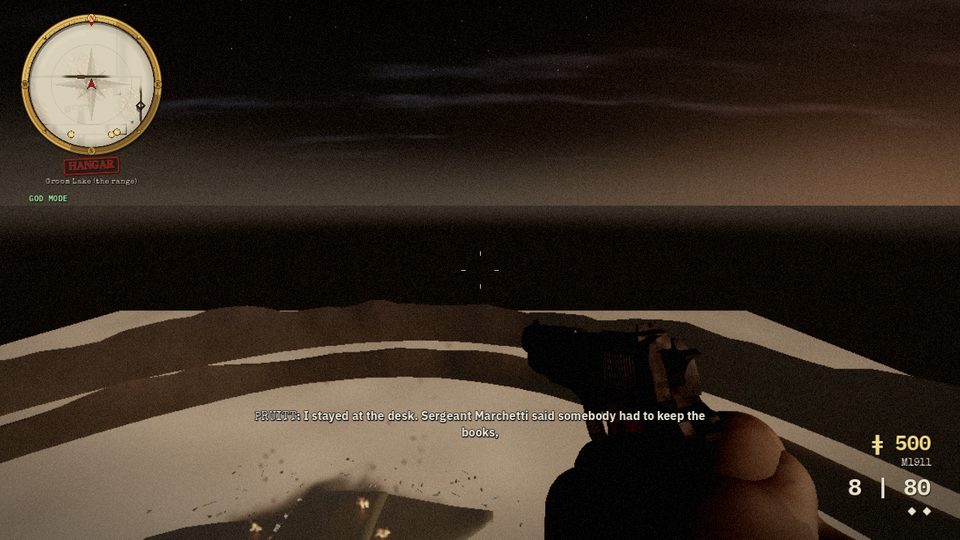 HANGAR
Groom Lake (the range)
GOD MODE
PRUITT: I stayed at the desk. Sergeant Marchetti said somebody had to keep the
books,
500
M1911
8 | 80